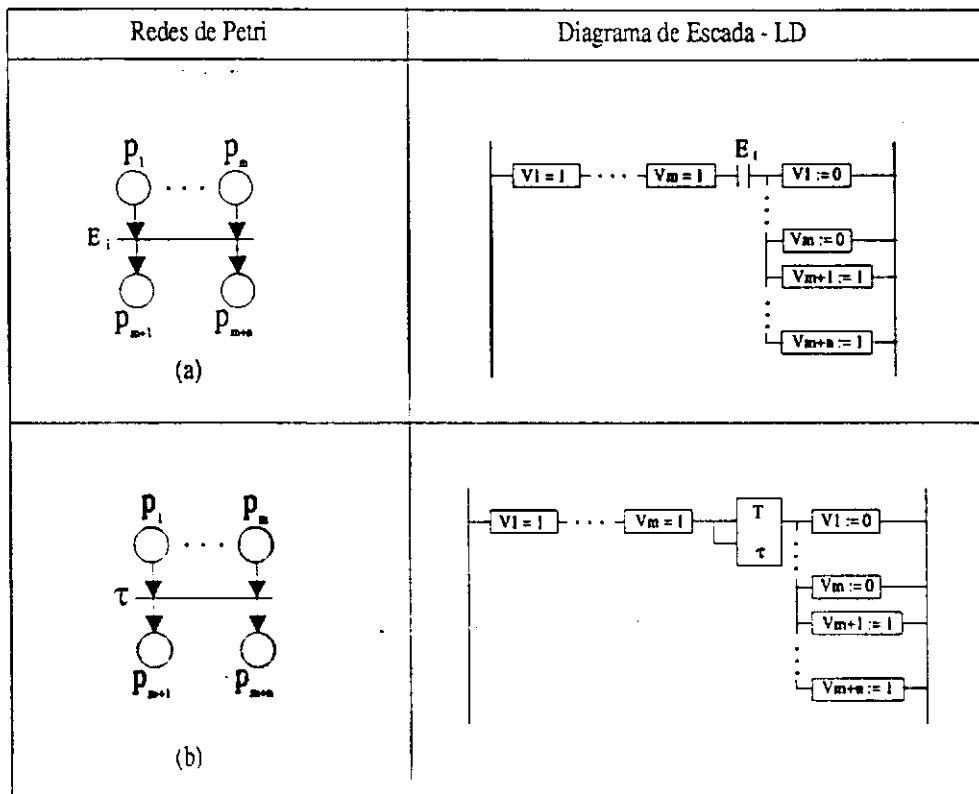 Redes de Petri
Diagrama de Escada - LD
p₁ . . . pₘ
Eᵢ
pₘ₊₁ pₘ₊ₙ
(a)
V1 = 1 Vm = 1 Eᵢ V1 := 0
Vm := 0
Vm+1 := 1
Vm+n := 1
p₁ . . . pₘ
τ
pₘ₊₁ pₘ₊ₙ
(b)
V1 = 1 Vm = 1 T V1 := 0
τ
Vm := 0
Vm+1 := 1
Vm+n := 1